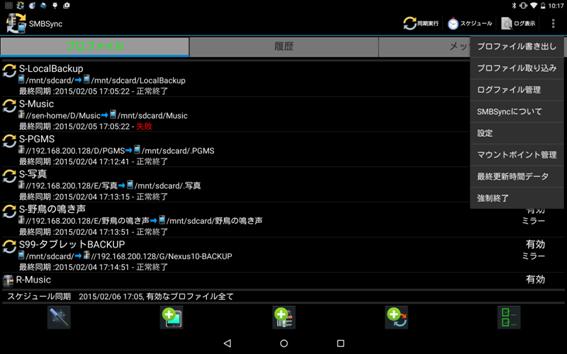 10:17
SMBSync
同期実行
スケジュール
ログ表示
プロファイル
履歴
メッ
プロファイル書き出し
プロファイル取り込み
ログファイル管理
SMBSyncについて
設定
マウントポイント管理
最終更新時間データ
強制終了
S-LocalBackup
/mnt/sdcard/ /mnt/sdcard/LocalBackup
最終同期 :2015/02/05 17:05:22 - 正常終了
S-Music
//sen-home/D/Music /mnt/sdcard/Music
最終同期 :2015/02/05 17:05:22 - 失敗
S-PGMS
//192.168.200.128/D/PGMS /mnt/sdcard/.PGMS
最終同期 :2015/02/04 17:12:41 - 正常終了
S-写真
//192.168.200.128/E/写真 /mnt/sdcard/.写真
最終同期 :2015/02/04 17:13:15 - 正常終了
S-野鳥の鳴き声
有効
//192.168.200.128/E/野鳥の鳴き声 /mnt/sdcard/野鳥の鳴き声
ミラー
最終同期 :2015/02/04 17:13:51 - 正常終了
S99-タブレットBACKUP
有効
/mnt/sdcard/ //192.168.200.128/G/Nexus10-BACKUP
ミラー
最終同期 :2015/02/04 17:14:51 - 正常終了
R-Music
有効
スケジュール同期 2015/02/06 17:05, 有効なプロファイル全て